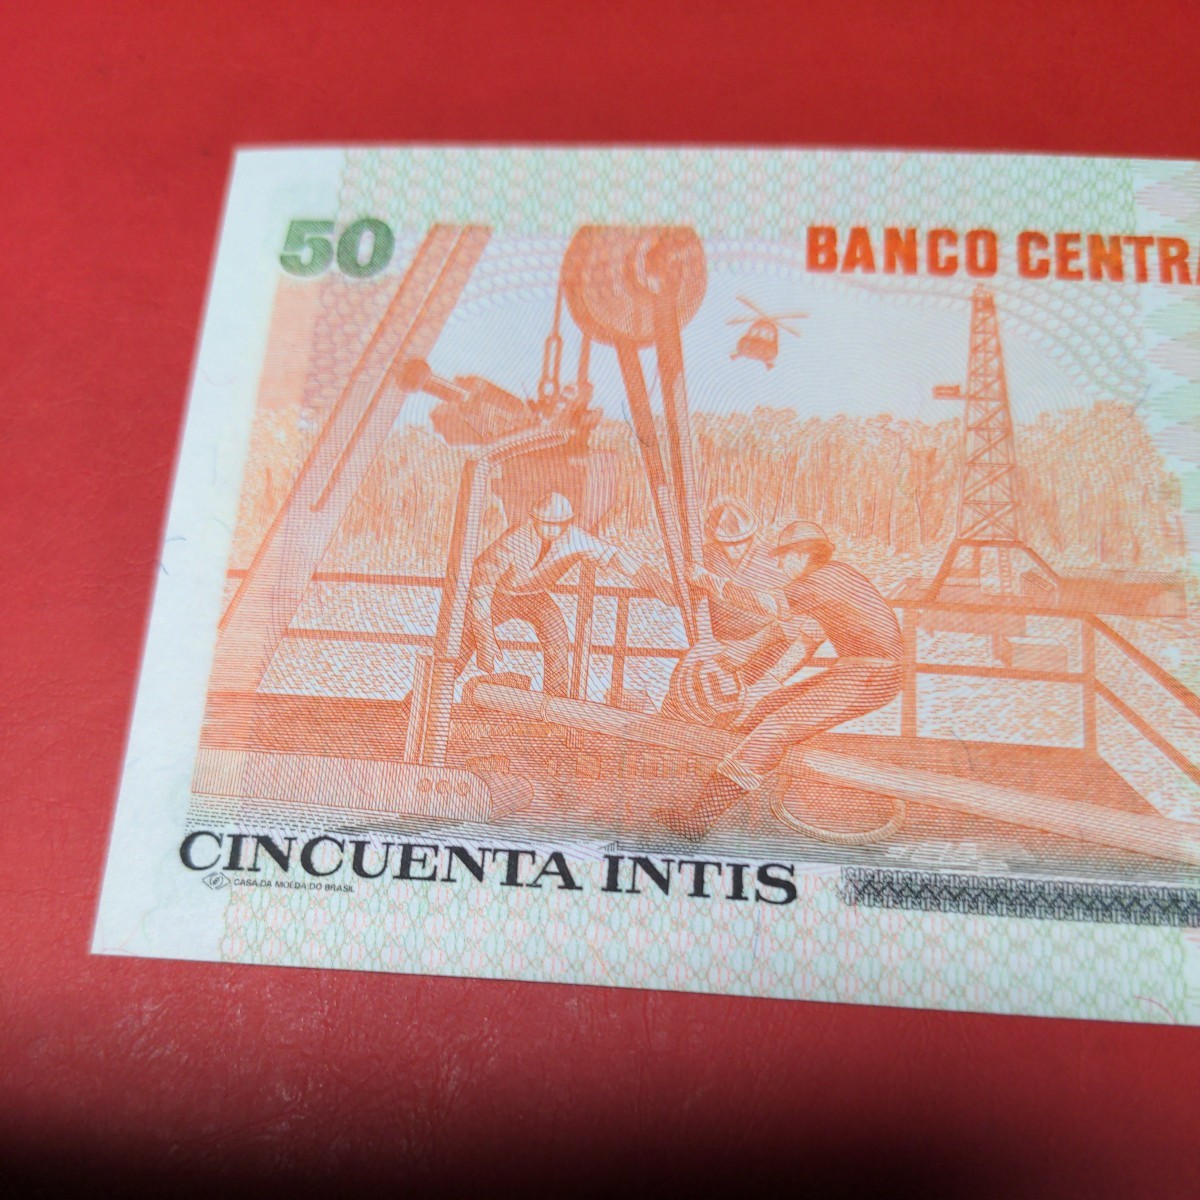 50
BANCO CENTRA
CINCUENTA INTIS
CASA DA MOEDA DO BRASIL